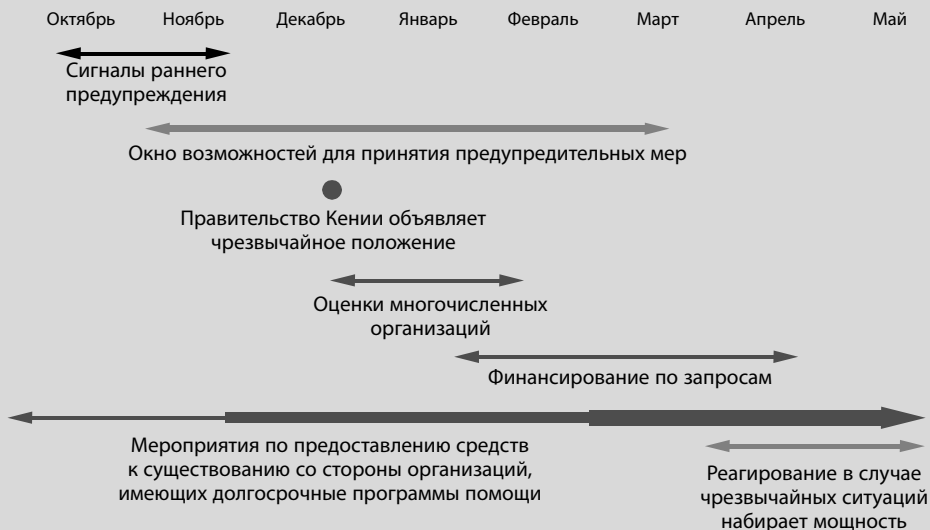 Октябрь Ноябрь Декабрь Январь Февраль Март Апрель Май
Сигналы раннего
предупреждения
Окно возможностей для принятия предупредительных мер
Правительство Кении объявляет
чрезвычайное положение
Оценки многочисленных
организаций
Финансирование по запросам
Мероприятия по предоставлению средств
к существованию со стороны организаций,
имеющих долгосрочные программы помощи
Реагирование в случае
чрезвычайных ситуаций
набирает мощность